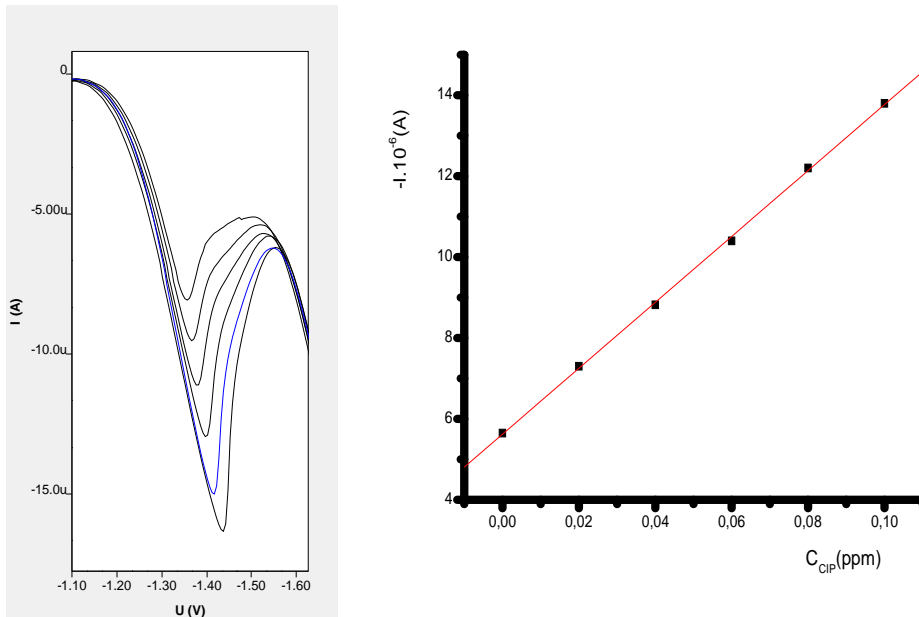 0
-5.00u
-10.0u
-15.0u
I (A)
-1.10 -1.20 -1.30 -1.40 -1.50 -1.60
U (V)
-I.10-6(A)
14
12
10
8
6
4
0,00 0,02 0,04 0,06 0,08 0,10
CCIP(ppm)